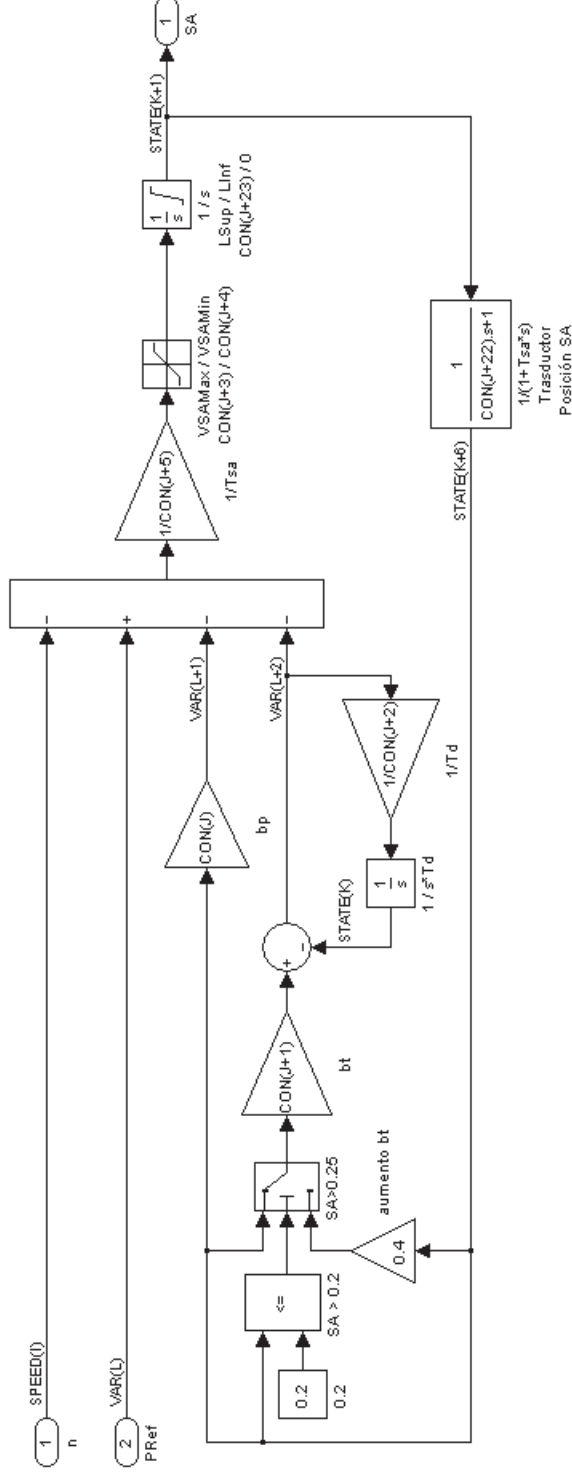 1
n
SPEED(I)
2
PRef
VAR(L)
0.2
0.2
<=
SA > 0.2
SA>0.25
0.4
aumento bt
CON(J+1)
bt
+
-
STATE(K)
1
s
1 / s*Td
1/CON(J+2)
1/Td
CON(J)
bp
VAR(L+1)
VAR(L+2)
-
+
-
-
1/CON(J+5)
1/Tsa
VSAMax / VSAMin
CON(J+3) / CON(J+4)
1
s
1 / s
LSup / LInf
CON(J+23) / 0
STATE(K+1)
1
SA
1
CON(J+22).s+1
1/(1+Tsa*s)
Trasductor
Posición SA
STATE(K+6)